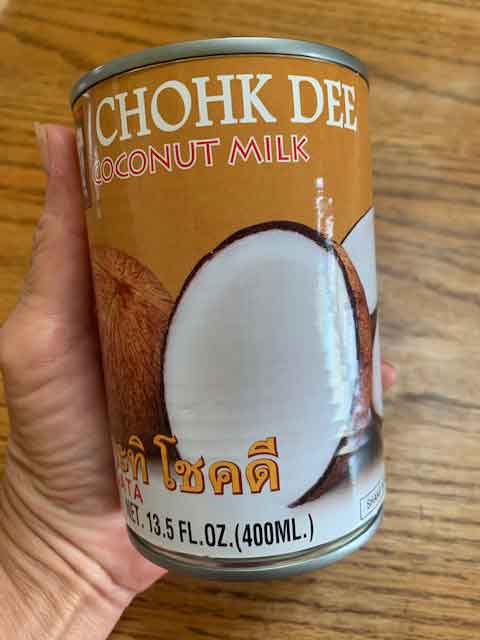 CHOHK DEE
COCONUT MILK
โชคดี
NET. 13.5 FL.OZ.(400ML.)